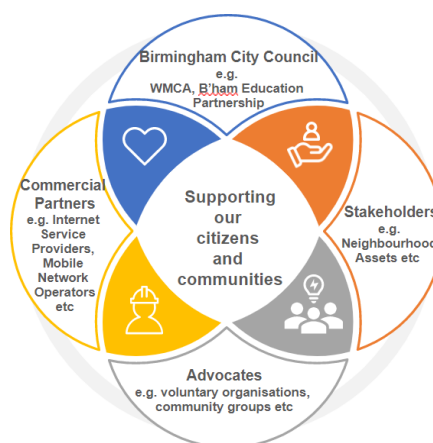 Birmingham City Council
e.g.
WMCA, B'ham Education
Partnership
Commercial
Partners
e.g. Internet
Service
Providers,
Mobile
Network
Operators
etc
Supporting
our
citizens
and
communities
Stakeholders
e.g.
Neighbourhood
Assets etc
Advocates
e.g. voluntary organisations,
community groups etc